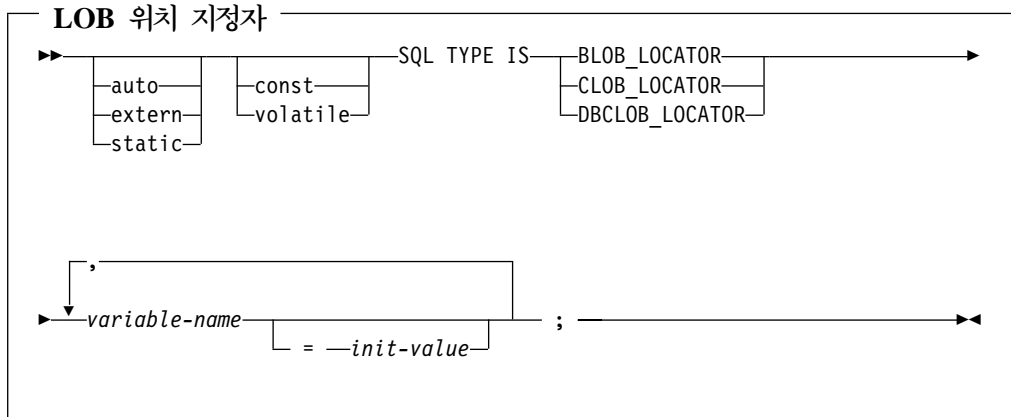 LOB 위치 지정자
SQL TYPE IS BLOB_LOCATOR
auto const CLOB_LOCATOR
extern volatile DBCLOB_LOCATOR
static
,
variable-name ;
= init-value